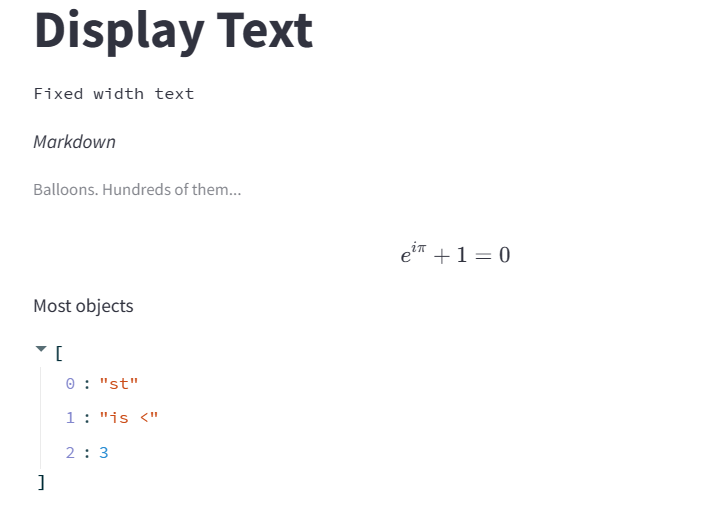 Display Text
Fixed width text
Markdown
Balloons. Hundreds of them...
e^{iπ} + 1 = 0
Most objects
[
0 : "st"
1 : "is <"
2 : 3
]